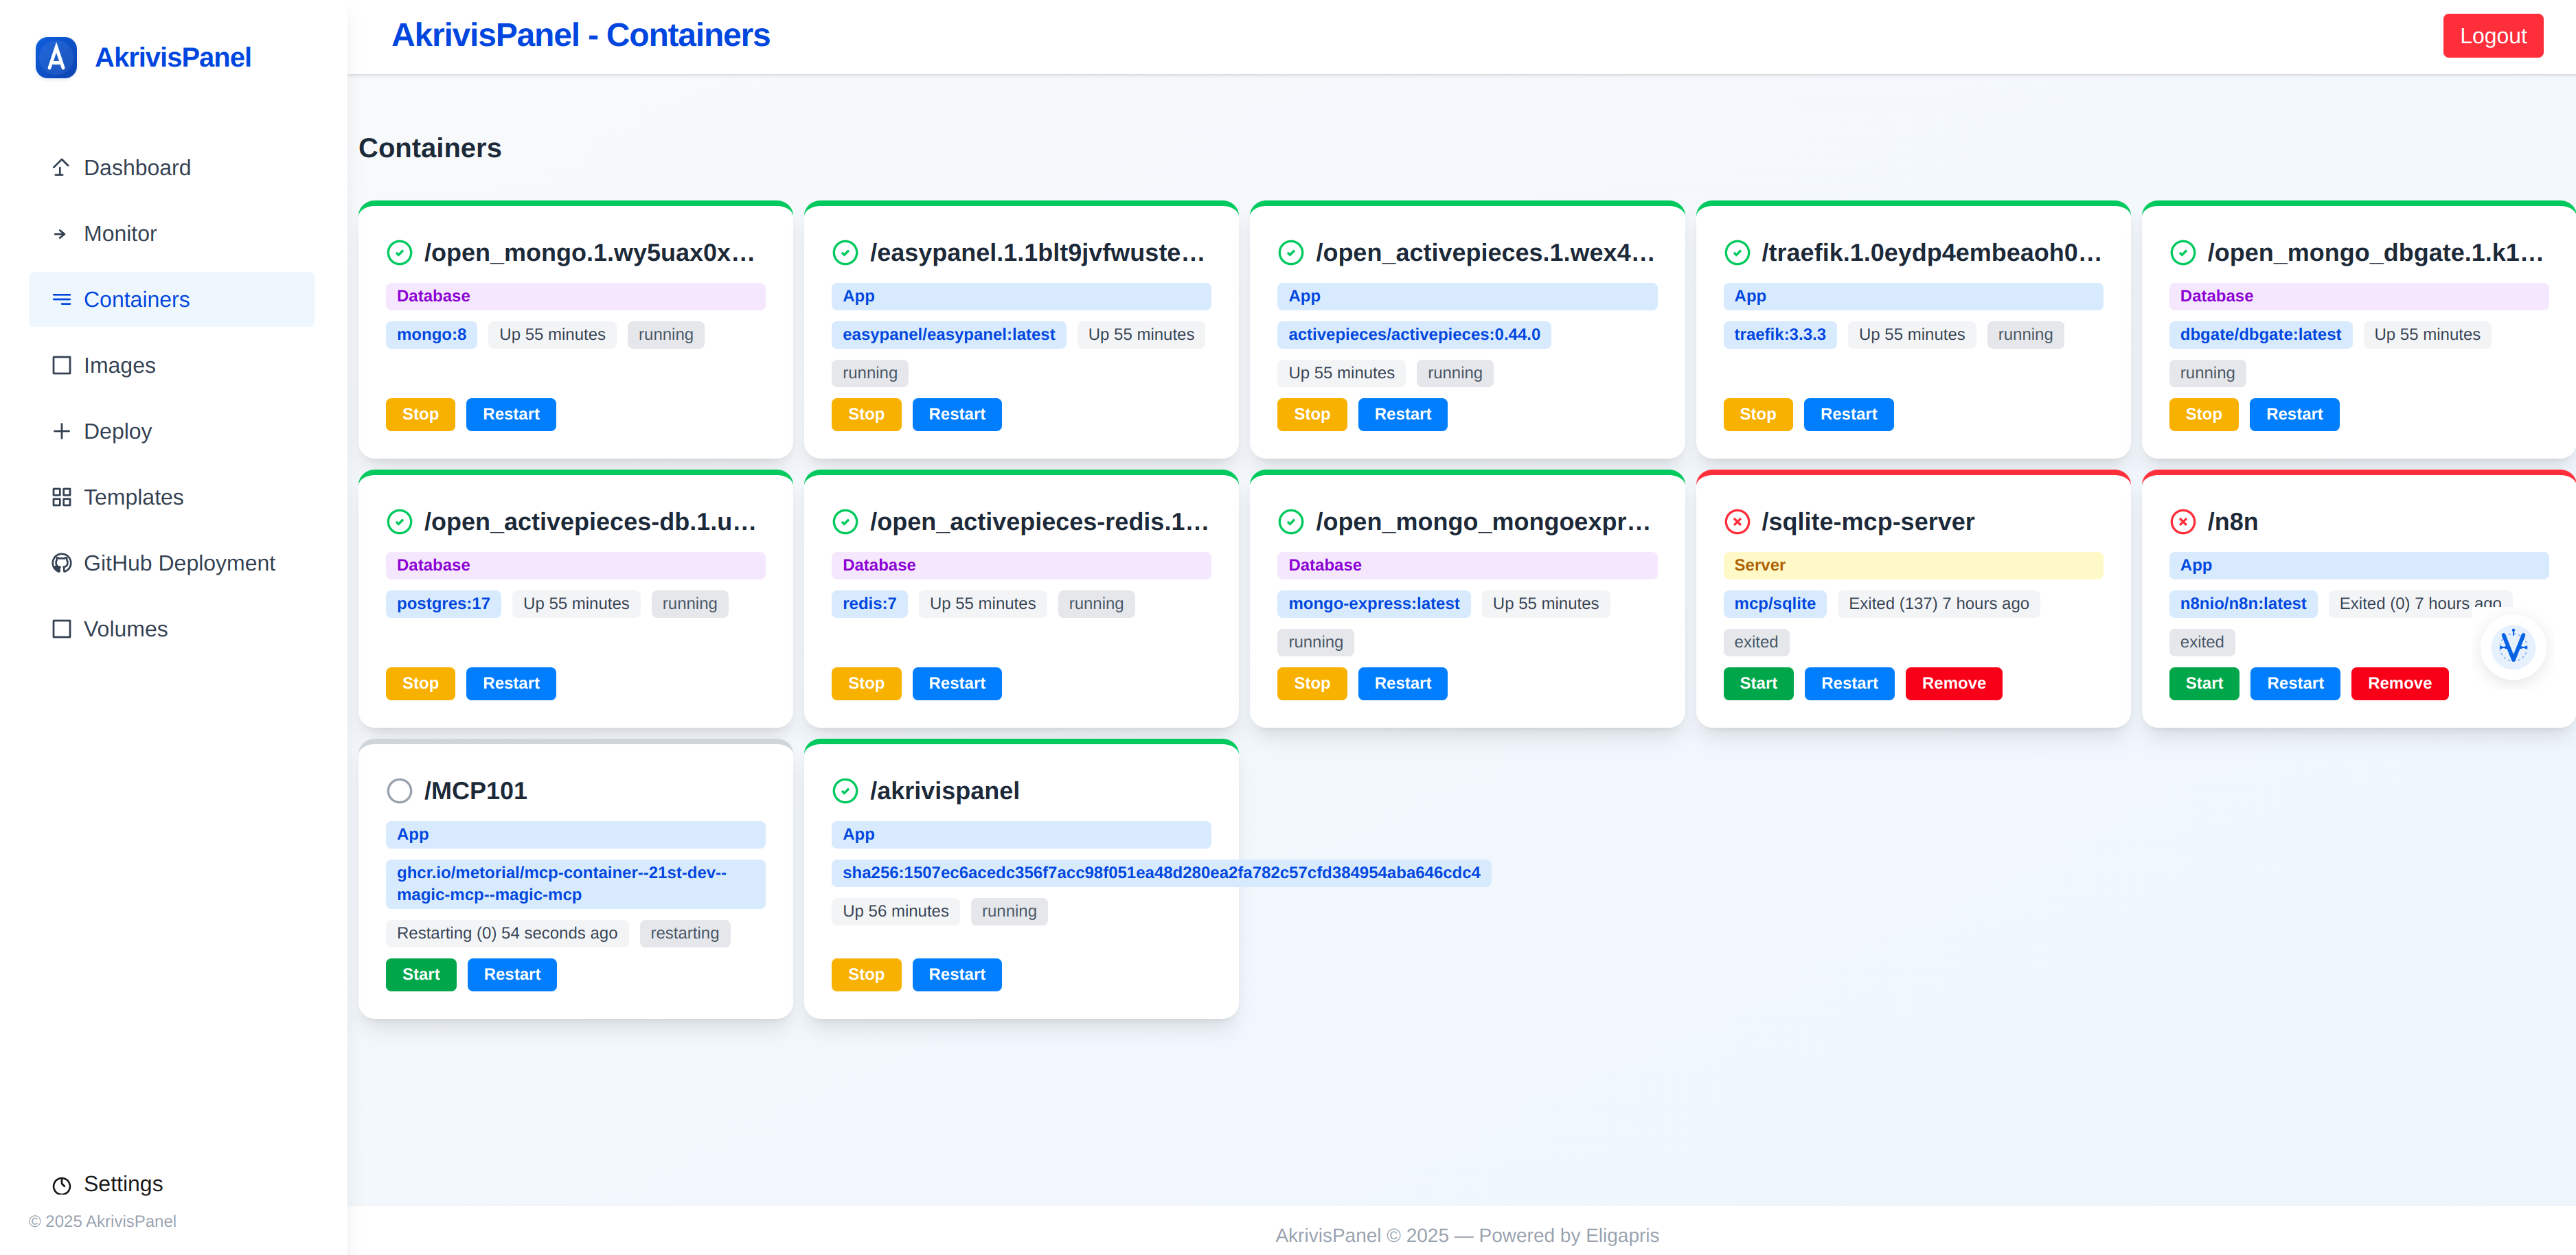 AkrivisPanel
Dashboard
Monitor
Containers
Images
Deploy
Templates
GitHub Deployment
Volumes
Settings
© 2025 AkrivisPanel
AkrivisPanel - Containers
Logout
Containers
/open_mongo.1.wy5uax0x…
Database
mongo:8 Up 55 minutes running
Stop Restart
/easypanel.1.1blt9jvfwuste…
App
easypanel/easypanel:latest Up 55 minutes
running
Stop Restart
/open_activepieces.1.wex4…
App
activepieces/activepieces:0.44.0
Up 55 minutes running
Stop Restart
/traefik.1.0eydp4embeaoh0…
App
traefik:3.3.3 Up 55 minutes running
Stop Restart
/open_mongo_dbgate.1.k1…
Database
dbgate/dbgate:latest Up 55 minutes
running
Stop Restart
/open_activepieces-db.1.u…
Database
postgres:17 Up 55 minutes running
Stop Restart
/open_activepieces-redis.1…
Database
redis:7 Up 55 minutes running
Stop Restart
/open_mongo_mongoexpr…
Database
mongo-express:latest Up 55 minutes
running
Stop Restart
/sqlite-mcp-server
Server
mcp/sqlite Exited (137) 7 hours ago
exited
Start Restart Remove
/n8n
App
n8nio/n8n:latest Exited (0) 7 hours ago
exited
Start Restart Remove
/MCP101
App
ghcr.io/metorial/mcp-container--21st-dev--
magic-mcp--magic-mcp
Restarting (0) 54 seconds ago restarting
Start Restart
/akrivispanel
App
sha256:1507ec6acedc356f7acc98f051ea48d280ea2fa782c57cfd384954aba646cdc4
Up 56 minutes running
Stop Restart
AkrivisPanel © 2025 — Powered by Eligapris